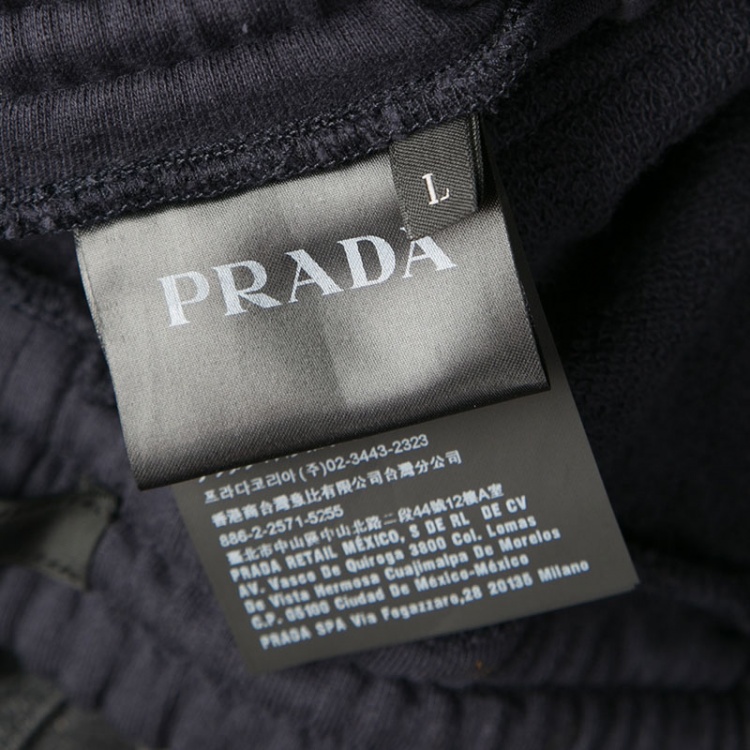 L
PRADA
프라다코리아 (주)02-3443-2323
香港商台灣普比有限公司台灣分公司
886-2-2571-5255
臺北市中山區中山北路二段44號12樓A室
PRADA RETAIL MÉXICO, S DE RL DE CV
AV. Vasco De Quiroga 3800 Col. Lomas
De Vista Hermosa Cuajimalpa De Morelos
C.P. 05109 Ciudad De México-México
PRADA SPA Via Fogazzaro,28 20135 Milano